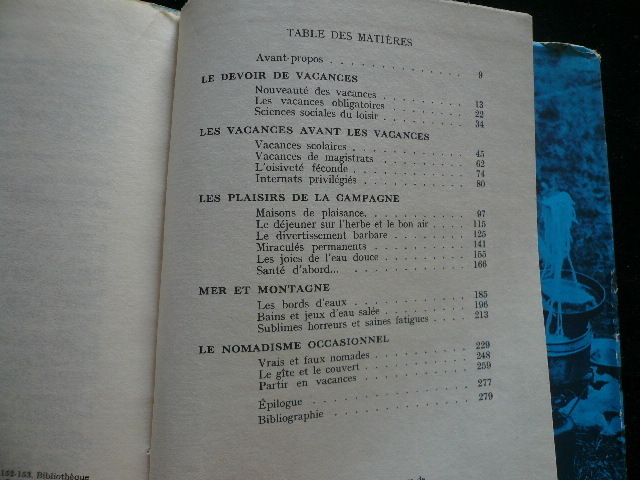 TABLE DES MATIÈRES
Avant-propos . . . . . . . . . . . . . . 9
LE DEVOIR DE VACANCES
Nouveauté des vacances . . . . . . . . . 13
Les vacances obligatoires . . . . . . . . 22
Sciences sociales du loisir . . . . . . . . 34
LES VACANCES AVANT LES VACANCES
Vacances scolaires . . . . . . . . . . . 45
Vacances de magistrats . . . . . . . . . 62
L'oisiveté féconde . . . . . . . . . . . 74
Internats privilégiés . . . . . . . . . . 80
LES PLAISIRS DE LA CAMPAGNE
Maisons de plaisance. . . . . . . . . . 97
Le déjeuner sur l'herbe et le bon air . . . 115
Le divertissement barbare . . . . . . . . 125
Miraculés permanents . . . . . . . . . 141
Les joies de l'eau douce . . . . . . . . 155
Santé d'abord... . . . . . . . . . . . 166
MER ET MONTAGNE
Les bords d'eaux . . . . . . . . . . . 185
Bains et jeux d'eau salée . . . . . . . . 196
Sublimes horreurs et saines fatigues . . . 213
LE NOMADISME OCCASIONNEL
Vrais et faux nomades . . . . . . . . . 229
Le gîte et le couvert . . . . . . . . . . 248
Partir en vacances . . . . . . . . . . . 259
Épilogue . . . . . . . . . . . . . . . 277
Bibliographie . . . . . . . . . . . . . 279
152-153. Bibliothèque